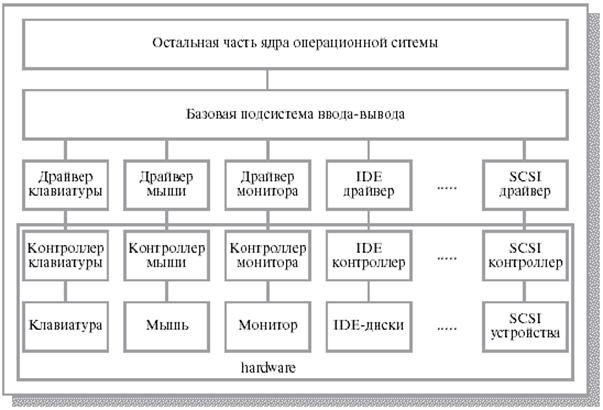 Остальная часть ядра операционной ситемы
Базовая подсистема ввода-вывода
Драйвер
клавиатуры
Драйвер
мыши
Драйвер
монитора
IDE
драйвер
.....
SCSI
драйвер
Контроллер
клавиатуры
Контроллер
мыши
Контроллер
монитора
IDE
контроллер
.....
SCSI
контроллер
Клавиатура
Мышь
Монитор
IDE-диски
.....
SCSI
устройства
hardware